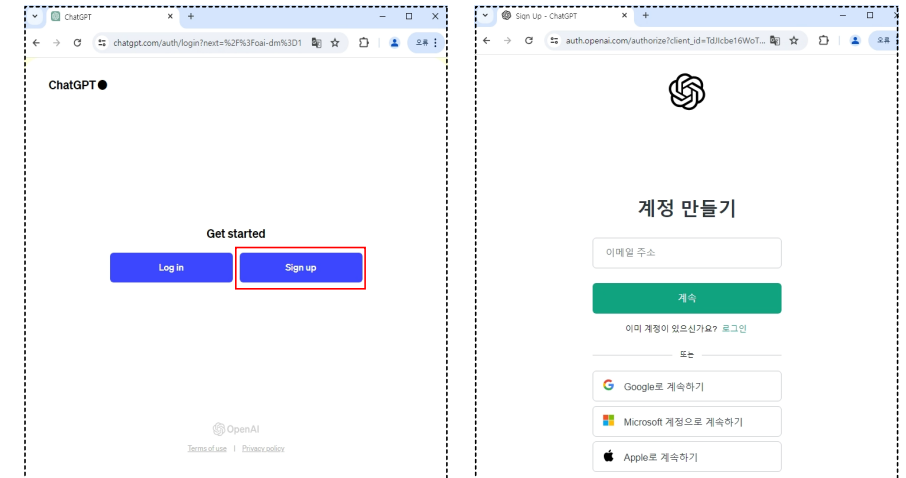 ChatGPT
chatgpt.com/auth/login?next=%2F%3Foai-dm%3D1
오류
ChatGPT
Get started
Log in
Sign up
OpenAI
Terms of use | Privacy policy
Sign Up - ChatGPT
auth.openai.com/authorize?client_id=TdJIcbe16WoT...
오류
계정 만들기
이메일 주소
계속
이미 계정이 있으신가요? 로그인
또는
Google로 계속하기
Microsoft 계정으로 계속하기
Apple로 계속하기